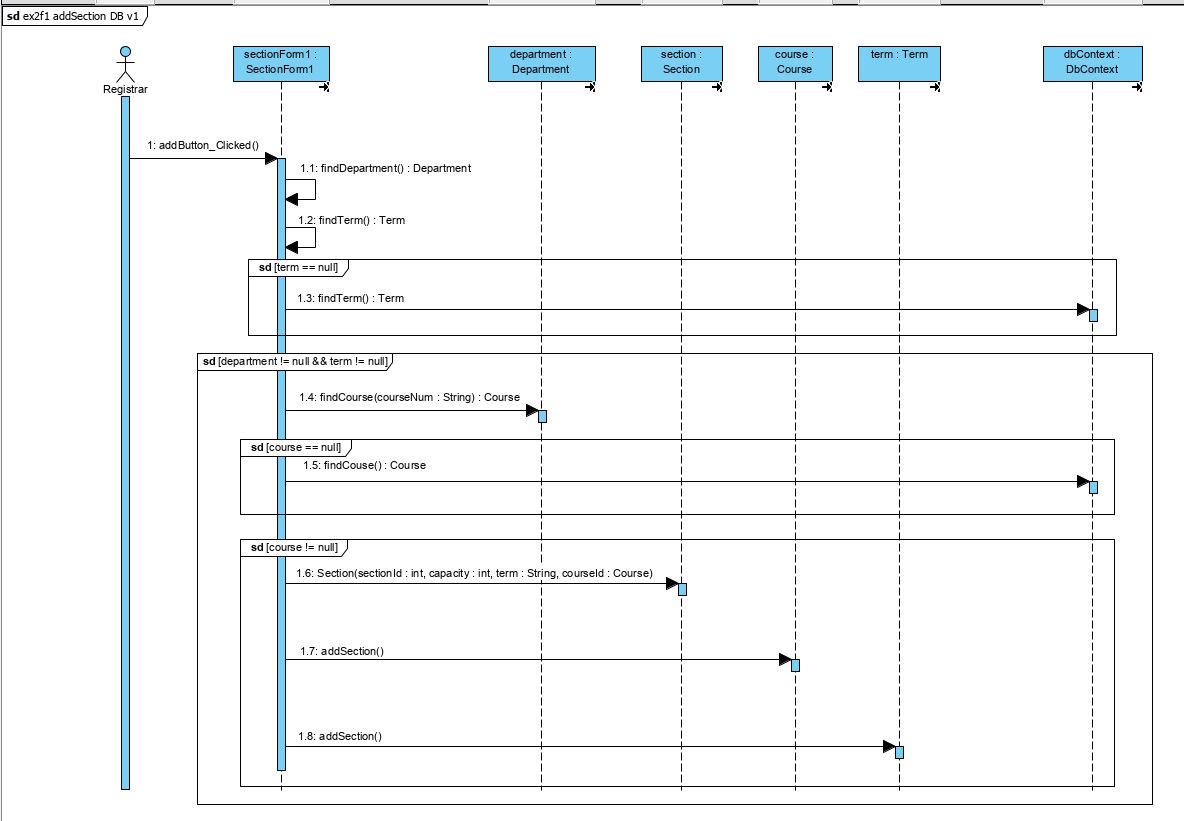 sd ex2f1 addSection DB v1
Registrar
sectionForm1 :
SectionForm1
department :
Department
section :
Section
course :
Course
term : Term
dbContext :
DbContext
1: addButton_Clicked()
1.1: findDepartment() : Department
1.2: findTerm() : Term
sd [term == null]
1.3: findTerm() : Term
sd [department != null && term != null]
1.4: findCourse(courseNum : String) : Course
sd [course == null]
1.5: findCouse() : Course
sd [course != null]
1.6: Section(sectionId : int, capacity : int, term : String, courseId : Course)
1.7: addSection()
1.8: addSection()